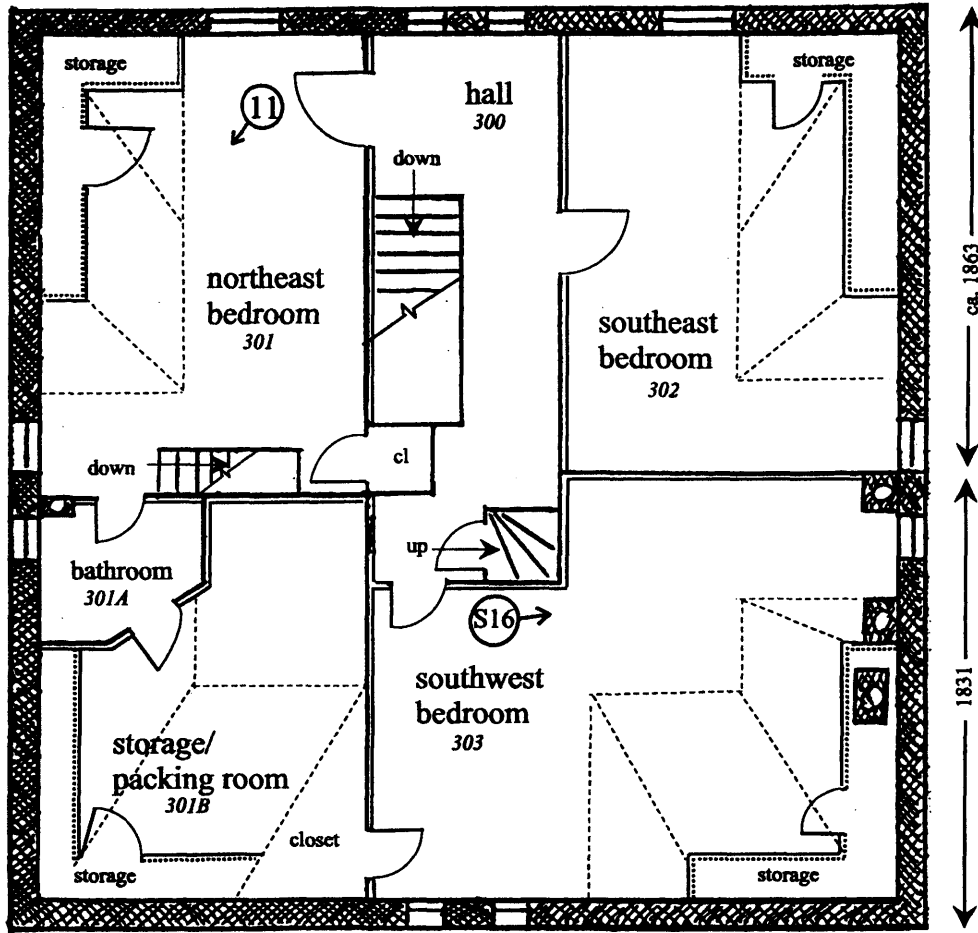 storage
11
hall
300
storage
down
northeast
bedroom
301
southeast
bedroom
302
ca. 1863
down
cl
up
bathroom
301A
S16
southwest
bedroom
303
1831
storage/
packing room
301B
closet
storage
storage